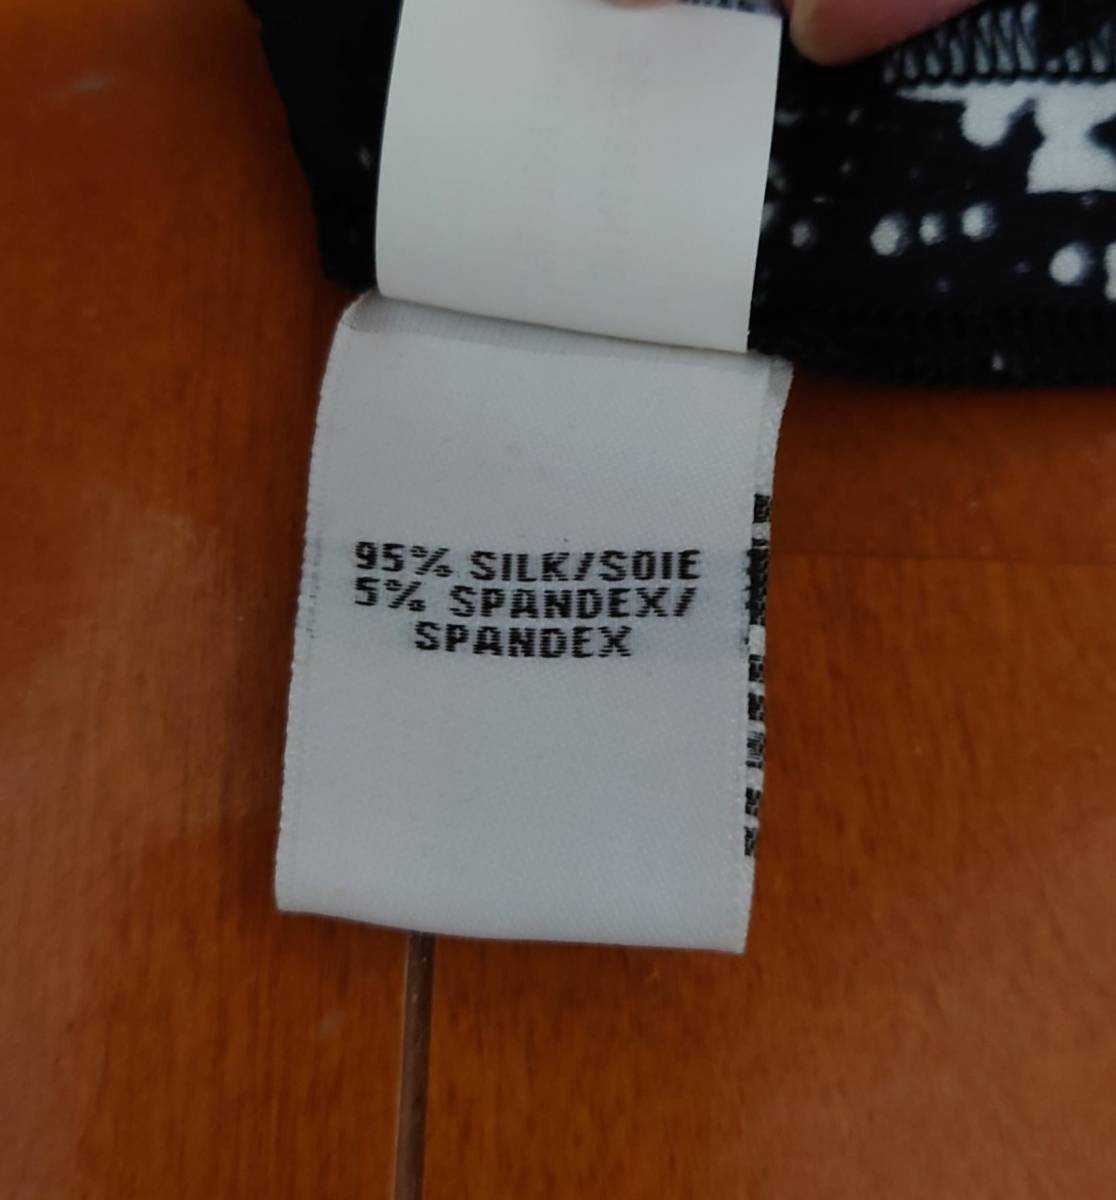 95% SILK/SOIE
5% SPANDEX/
SPANDEX